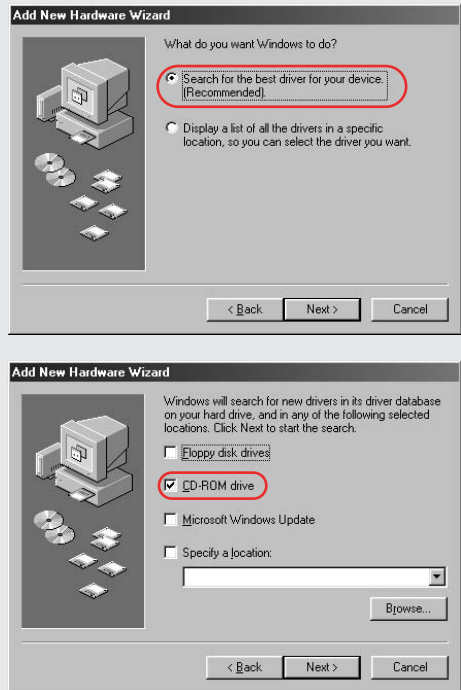 Add New Hardware Wizard
What do you want Windows to do?
Search for the best driver for your device.
(Recommended).
Display a list of all the drivers in a specific
location, so you can select the driver you want.
< Back
Next >
Cancel
Add New Hardware Wizard
Windows will search for new drivers in its driver database
on your hard drive, and in any of the following selected
locations. Click Next to start the search.
Floppy disk drives
CD-ROM drive
Microsoft Windows Update
Specify a location:
Browse...
< Back
Next >
Cancel